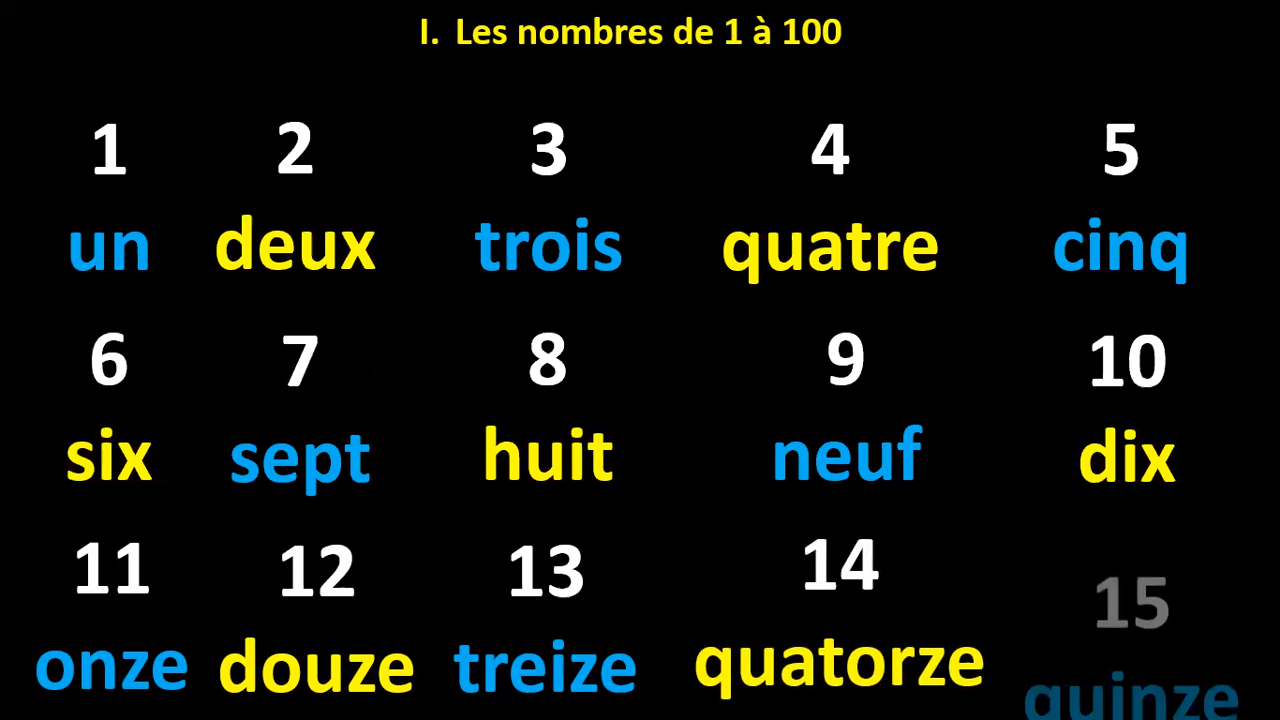 I. Les nombres de 1 à 100
1 2 3 4 5
un deux trois quatre cinq
6 7 8 9 10
six sept huit neuf dix
11 12 13 14 15
onze douze treize quatorze quinze